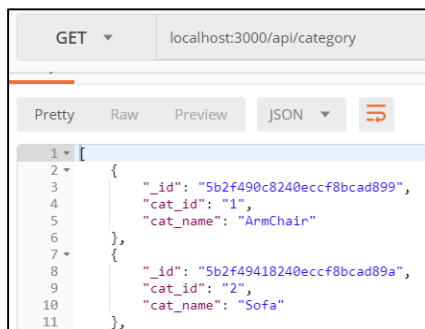 GET localhost:3000/api/category
Pretty Raw Preview JSON
1 [
2 {
3 "_id": "5b2f490c8240eccf8bcad899",
4 "cat_id": "1",
5 "cat_name": "ArmChair"
6 },
7 {
8 "_id": "5b2f49418240eccf8bcad89a",
9 "cat_id": "2",
10 "cat_name": "Sofa"
11 },